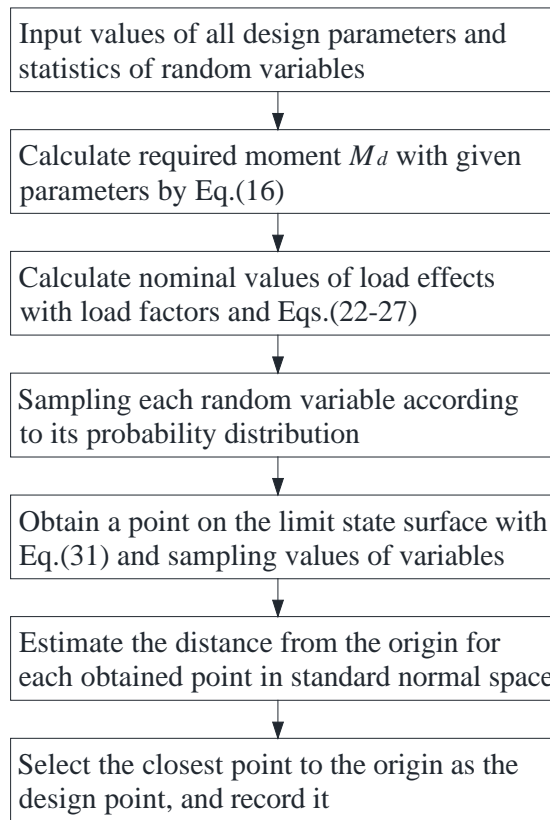 Input values of all design parameters and
statistics of random variables
Calculate required moment Md with given
parameters by Eq.(16)
Calculate nominal values of load effects
with load factors and Eqs.(22-27)
Sampling each random variable according
to its probability distribution
Obtain a point on the limit state surface with
Eq.(31) and sampling values of variables
Estimate the distance from the origin for
each obtained point in standard normal space
Select the closest point to the origin as the
design point, and record it